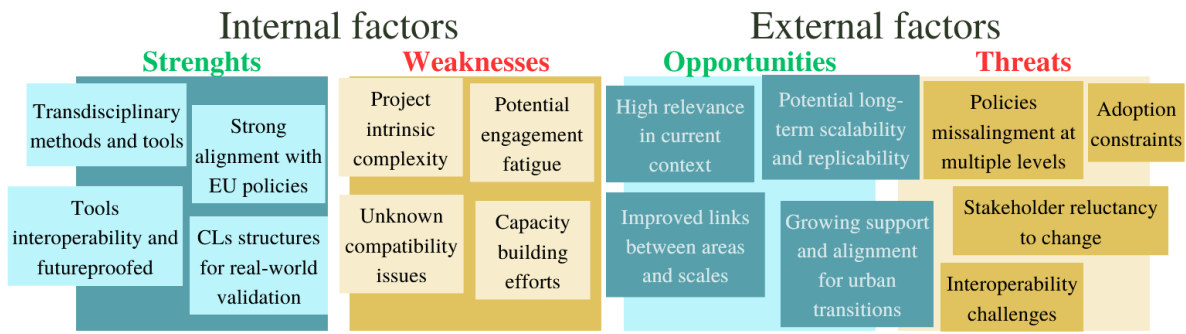 Internal factors
External factors
Strenghts
Weaknesses
Opportunities
Threats
Transdisciplinary
methods and tools
Strong
alignment with
EU policies
Tools
interoperability and
futureproofed
CLs structures
for real-world
validation
Project
intrinsic
complexity
Potential
engagement
fatigue
Unknown
compatibility
issues
Capacity
building
efforts
High relevance
in current
context
Potential long-
term scalability
and replicability
Improved links
between areas
and scales
Growing support
and alignment
for urban
transitions
Policies
missalingment at
multiple levels
Adoption
constraints
Stakeholder reluctancy
to change
Interoperability
challenges